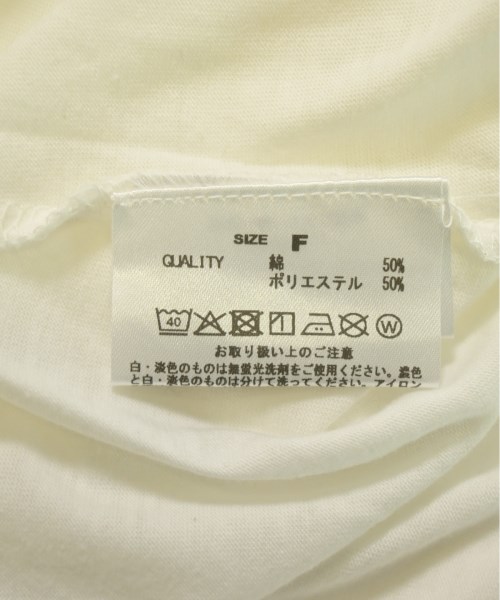 SIZE F
QUALITY 綿 50%
ポリエステル 50%
40 W
お取り扱い上のご注意
白・淡色のものは無蛍光洗剤をご使用ください。濃色
と白・淡色のものは分けて洗ってください。アイロン